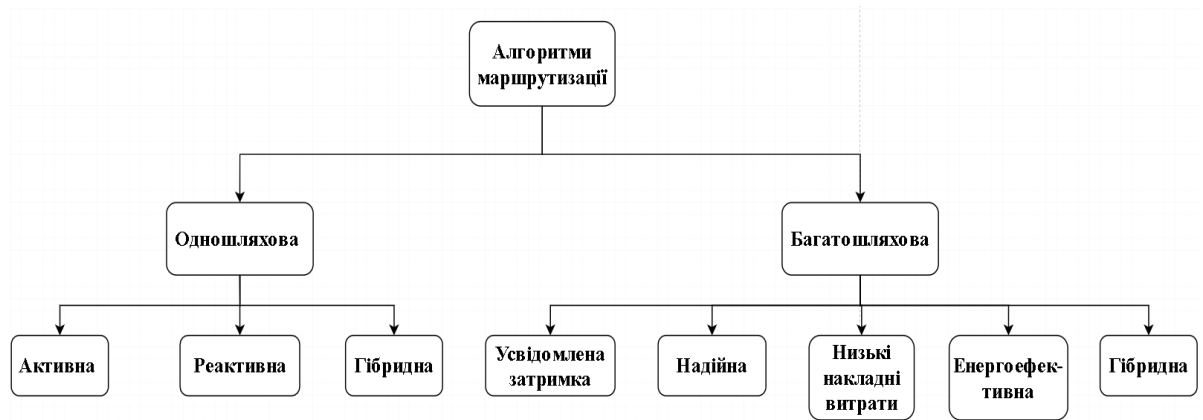 Алгоритми
маршрутизації
Одношляхова
Багатошляхова
Активна
Реактивна
Гібридна
Усвідомлена
затримка
Надійна
Низькі
накладні
витрати
Енергоефек-
тивна
Гібридна